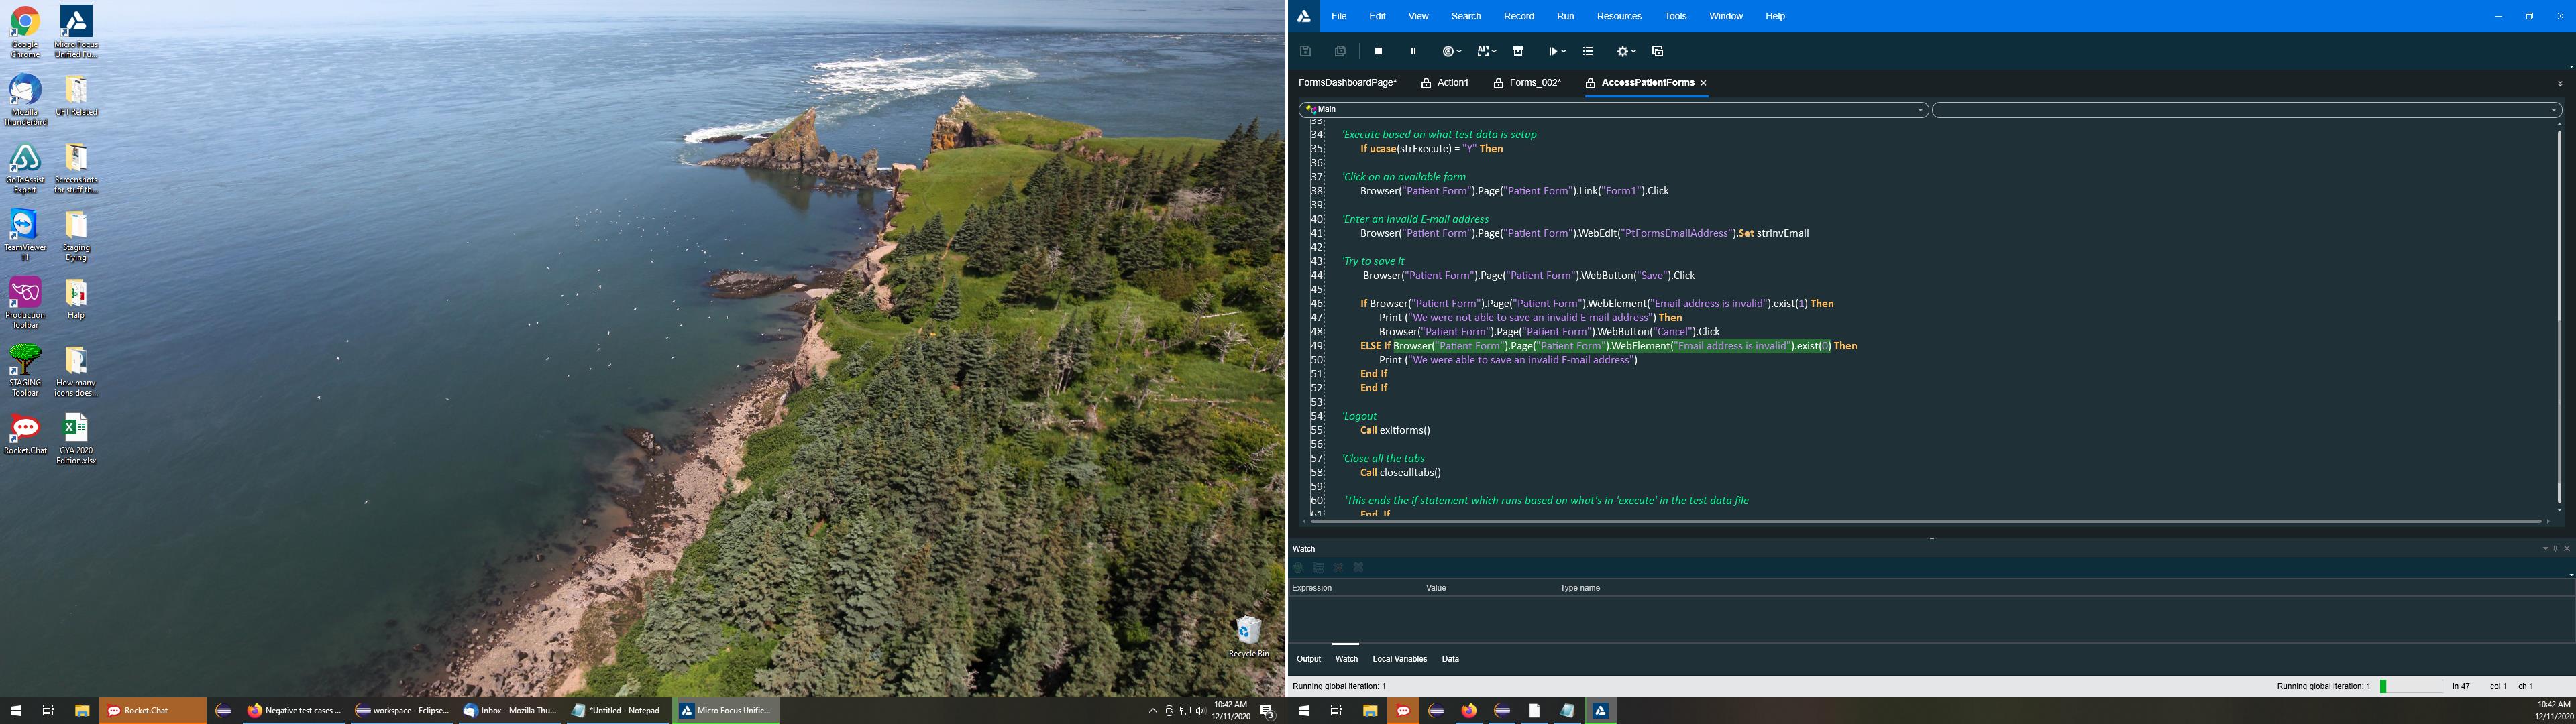 Google
Chrome
Micro Focus
Unified Fu...
Mozilla
Thunderbird
UFT Related
GoToAssist
Expert
Screenshots
for stuff th...
TeamViewer
11
Staging
Dying
Production
Toolbar
Halp
STAGING
Toolbar
How many
icons does...
Rocket.Chat
CYA 2020
Edition.xlsx
Recycle Bin
Rocket.Chat
Negative test cases ...
workspace - Eclipse...
Inbox - Mozilla Thu...
*Untitled - Notepad
Micro Focus Unifie...
10:42 AM
12/11/2020
3
File Edit View Search Record Run Resources Tools Window Help
FormsDashboardPage* Action1 Forms_002* AccessPatientForms
Main
33
34 'Execute based on what test data is setup
35 If ucase(strExecute) = "Y" Then
36
37 'Click on an available form
38 Browser("Patient Form").Page("Patient Form").Link("Form1").Click
39
40 'Enter an invalid E-mail address
41 Browser("Patient Form").Page("Patient Form").WebEdit("PtFormsEmailAddress").Set strInvEmail
42
43 'Try to save it
44 Browser("Patient Form").Page("Patient Form").WebButton("Save").Click
45
46 If Browser("Patient Form").Page("Patient Form").WebElement("Email address is invalid").exist(1) Then
47 Print ("We were not able to save an invalid E-mail address") Then
48 Browser("Patient Form").Page("Patient Form").WebButton("Cancel").Click
49 ELSE If Browser("Patient Form").Page("Patient Form").WebElement("Email address is invalid").exist(0) Then
50 Print ("We were able to save an invalid E-mail address")
51 End If
52 End If
53
54 'Logout
55 Call exitforms()
56
57 'Close all the tabs
58 Call closealltabs()
59
60 'This ends the if statement which runs based on what's in 'execute' in the test data file
61 End If
Watch
Expression Value Type name
Output Watch Local Variables Data
Running global iteration: 1
Running global iteration: 1 ln 47 col 1 ch 1
10:42 AM
12/11/2020